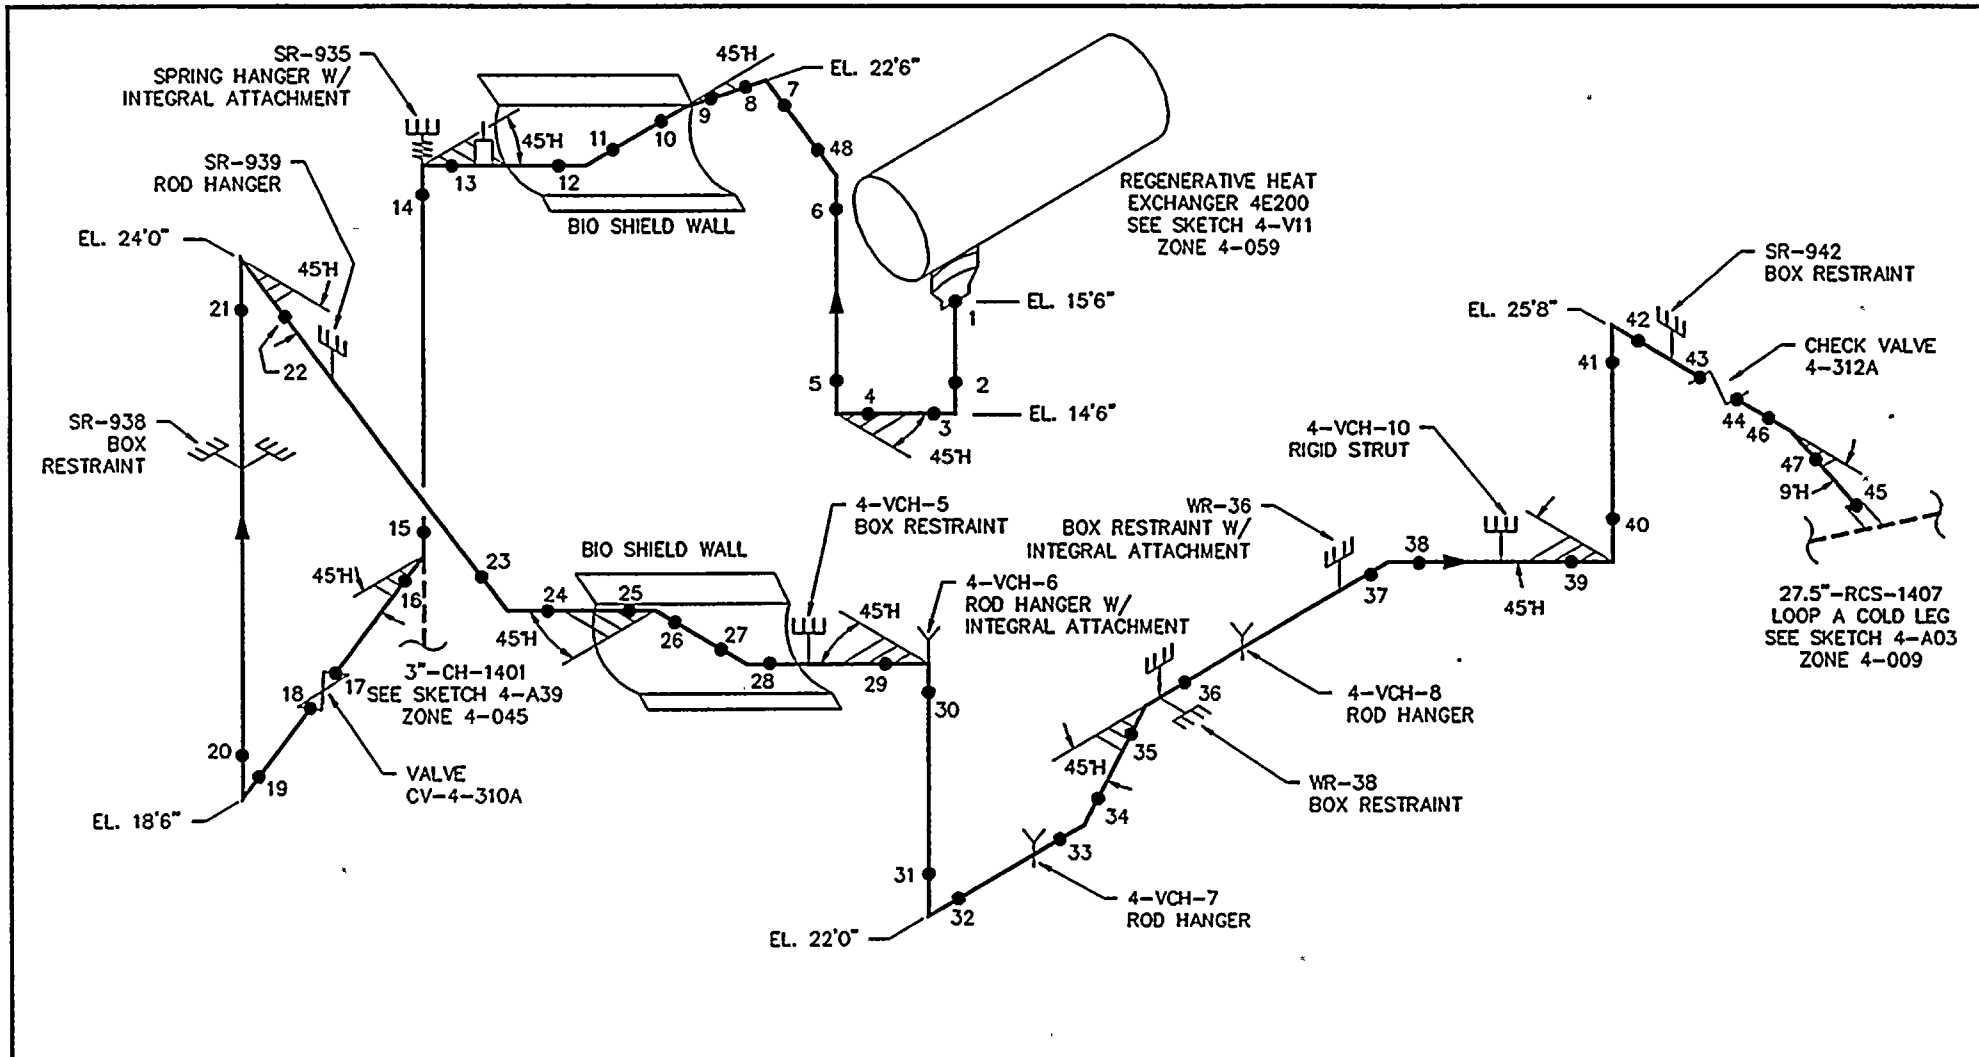 SR-935
SPRING HANGER W/
INTEGRAL ATTACHMENT
45°H
EL. 22'6"
9
8
7
10
11
45°H
48
SR-939
ROD HANGER
13
12
14
6
BIO SHIELD WALL
REGENERATIVE HEAT
EXCHANGER 4E200
SEE SKETCH 4-V11
ZONE 4-059
EL. 24'0"
45°H
21
22
EL. 15'6"
1
5
4
2
3
EL. 14'6"
45°H
SR-942
BOX RESTRAINT
EL. 25'8"
42
41
43
CHECK VALVE
4-312A
44
46
47
9°H
45
SR-938
BOX
RESTRAINT
4-VCH-10
RIGID STRUT
15
23
45°H
16
BIO SHIELD WALL
4-VCH-5
BOX RESTRAINT
WR-36
BOX RESTRAINT W/
INTEGRAL ATTACHMENT
38
40
39
37
45°H
24
25
45°H
26
27
28
45°H
29
4-VCH-6
ROD HANGER W/
INTEGRAL ATTACHMENT
27.5"-RCS-1407
LOOP A COLD LEG
SEE SKETCH 4-A03
ZONE 4-009
17
18
3"-CH-1401
SEE SKETCH 4-A39
ZONE 4-045
30
36
4-VCH-8
ROD HANGER
20
19
VALVE
CV-4-310A
35
45°H
34
WR-38
BOX RESTRAINT
EL. 18'6"
33
31
32
4-VCH-7
ROD HANGER
EL. 22'0"